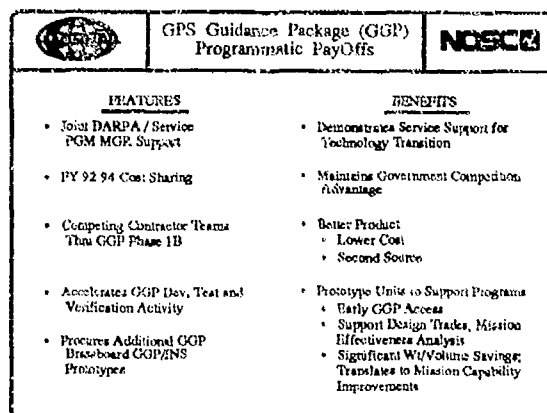 GPS Guidance Package (GGP)
Programmatic PayOffs
NOSC
FEATURES
• Joint DARPA / Service
PGM MGR Support
• FY 92 94 Cost Sharing
• Competing Contractor Teams
Thru GGP Phase 1B
• Accelerates GGP Dev, Test and
Verification Activity
• Procures Additional GGP
Brassboard GGP/INS
Prototypes
BENEFITS
• Demonstrates Service Support for
Technology Transition
• Maintains Government Competition
Advantage
• Better Product
• Lower Cost
• Second Source
• Prototype Units to Support Programs
• Early GGP Access
• Support Design Trades, Mission
Effectiveness Analysis
• Significant Wt/Volume Savings;
Translates to Mission Capability
Improvements